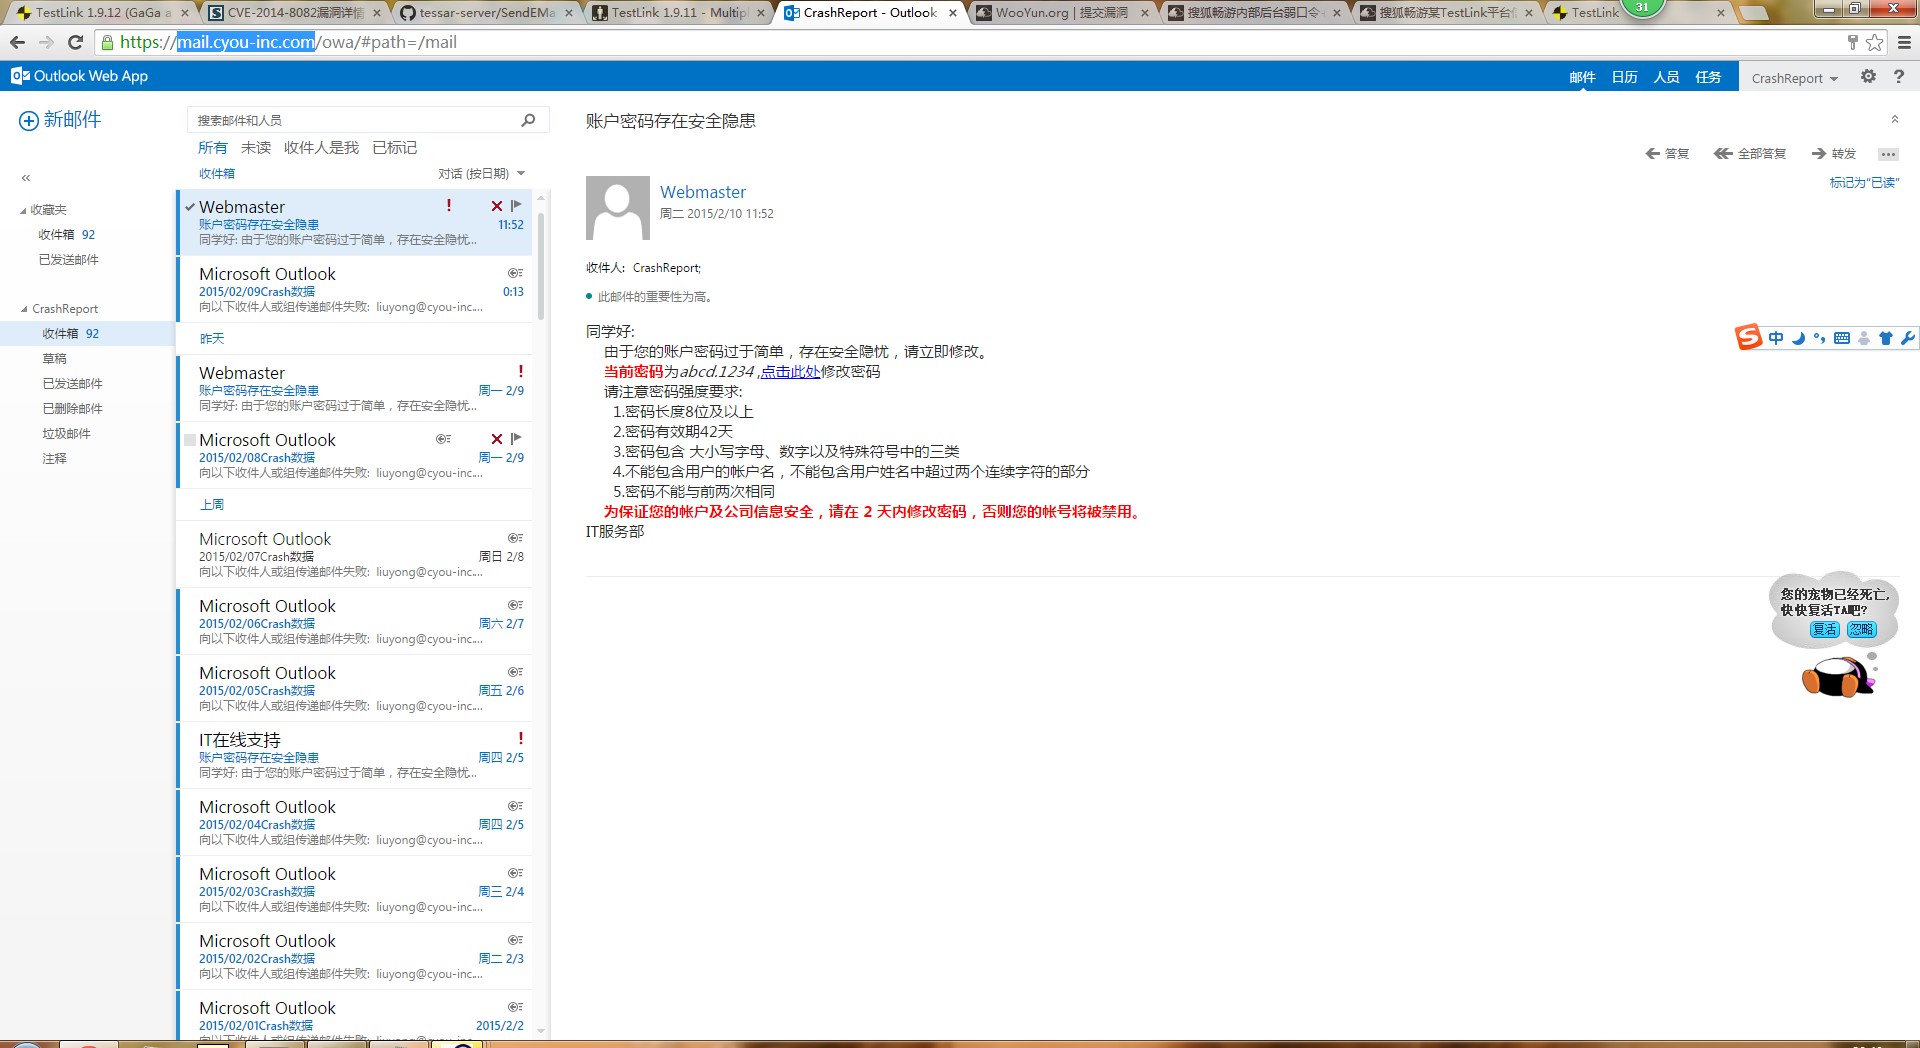 TestLink 1.9.12 (GaGa a
CVE-2014-8082漏洞详情
tessar-server/SendEMa
TestLink 1.9.11 - Multipl
CrashReport - Outlook
WooYun.org | 提交漏洞
搜狐畅游内部后台弱口令
搜狐畅游某TestLink平台
TestLink
31
https://mail.cyou-inc.com/owa/#path=/mail
Outlook Web App
邮件 日历 人员 任务 CrashReport ?
新邮件
«
收藏夹
收件箱 92
已发送邮件
CrashReport
收件箱 92
草稿
已发送邮件
已删除邮件
垃圾邮件
注释
搜索邮件和人员
所有 未读 收件人是我 已标记
收件箱 对话 (按日期)
Webmaster !
账户密码存在安全隐患 11:52
同学好: 由于您的账户密码过于简单，存在安全隐忧...
Microsoft Outlook
2015/02/09Crash数据 0:13
向以下收件人或组传递邮件失败: liuyong@cyou-inc....
昨天
Webmaster !
账户密码存在安全隐患 周一 2/9
同学好: 由于您的账户密码过于简单，存在安全隐忧...
Microsoft Outlook
2015/02/08Crash数据 周一 2/9
向以下收件人或组传递邮件失败: liuyong@cyou-inc....
上周
Microsoft Outlook
2015/02/07Crash数据 周日 2/8
向以下收件人或组传递邮件失败: liuyong@cyou-inc....
Microsoft Outlook
2015/02/06Crash数据 周六 2/7
向以下收件人或组传递邮件失败: liuyong@cyou-inc....
Microsoft Outlook
2015/02/05Crash数据 周五 2/6
向以下收件人或组传递邮件失败: liuyong@cyou-inc....
IT在线支持 !
账户密码存在安全隐患 周四 2/5
同学好: 由于您的账户密码过于简单，存在安全隐忧...
Microsoft Outlook
2015/02/04Crash数据 周四 2/5
向以下收件人或组传递邮件失败: liuyong@cyou-inc....
Microsoft Outlook
2015/02/03Crash数据 周三 2/4
向以下收件人或组传递邮件失败: liuyong@cyou-inc....
Microsoft Outlook
2015/02/02Crash数据 周二 2/3
向以下收件人或组传递邮件失败: liuyong@cyou-inc....
Microsoft Outlook
2015/02/01Crash数据 2015/2/2
账户密码存在安全隐患
答复 全部答复 转发 •••
标记为“已读”
Webmaster
周二 2015/2/10 11:52
收件人: CrashReport;
此邮件的重要性为高。
同学好:
由于您的账户密码过于简单，存在安全隐忧，请立即修改。
当前密码为abcd.1234 ,点击此处修改密码
请注意密码强度要求:
1.密码长度8位及以上
2.密码有效期42天
3.密码包含 大小写字母、数字以及特殊符号中的三类
4.不能包含用户的帐户名，不能包含用户姓名中超过两个连续字符的部分
5.密码不能与前两次相同
为保证您的帐户及公司信息安全，请在 2 天内修改密码，否则您的帐号将被禁用。
IT服务部
中
您的宠物已经死亡,
快快复活TA吧?
复活 忽略